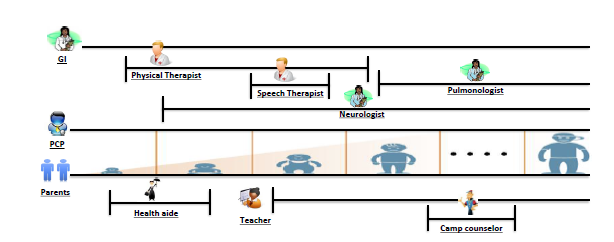 GI
Physical Therapist
Speech Therapist
Pulmonologist
Neurologist
PCP
Parents
Health aide
Teacher
Camp counselor